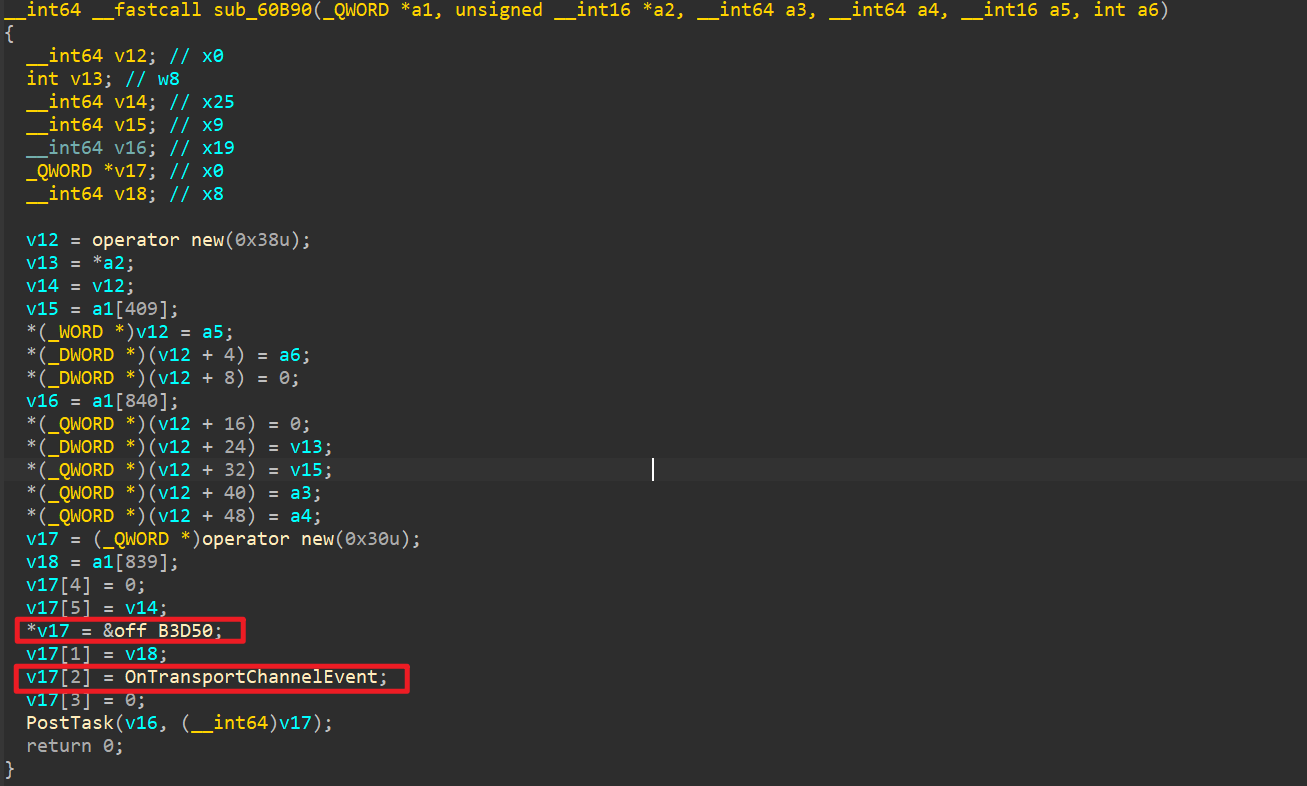 __int64 __fastcall sub_60B90(_QWORD *a1, unsigned __int16 *a2, __int64 a3, __int64 a4, __int16 a5, int a6)
{
  __int64 v12; // x0
  int v13; // w8
  __int64 v14; // x25
  __int64 v15; // x9
  __int64 v16; // x19
  _QWORD *v17; // x0
  __int64 v18; // x8

  v12 = operator new(0x38u);
  v13 = *a2;
  v14 = v12;
  v15 = a1[409];
  *(_WORD *)v12 = a5;
  *(_DWORD *)(v12 + 4) = a6;
  *(_DWORD *)(v12 + 8) = 0;
  v16 = a1[840];
  *(_QWORD *)(v12 + 16) = 0;
  *(_DWORD *)(v12 + 24) = v13;
  *(_QWORD *)(v12 + 32) = v15;
  *(_QWORD *)(v12 + 40) = a3;
  *(_QWORD *)(v12 + 48) = a4;
  v17 = (_QWORD *)operator new(0x30u);
  v18 = a1[839];
  v17[4] = 0;
  v17[5] = v14;
  *v17 = &off_B3D50;
  v17[1] = v18;
  v17[2] = OnTransportChannelEvent;
  v17[3] = 0;
  PostTask(v16, (__int64)v17);
  return 0;
}